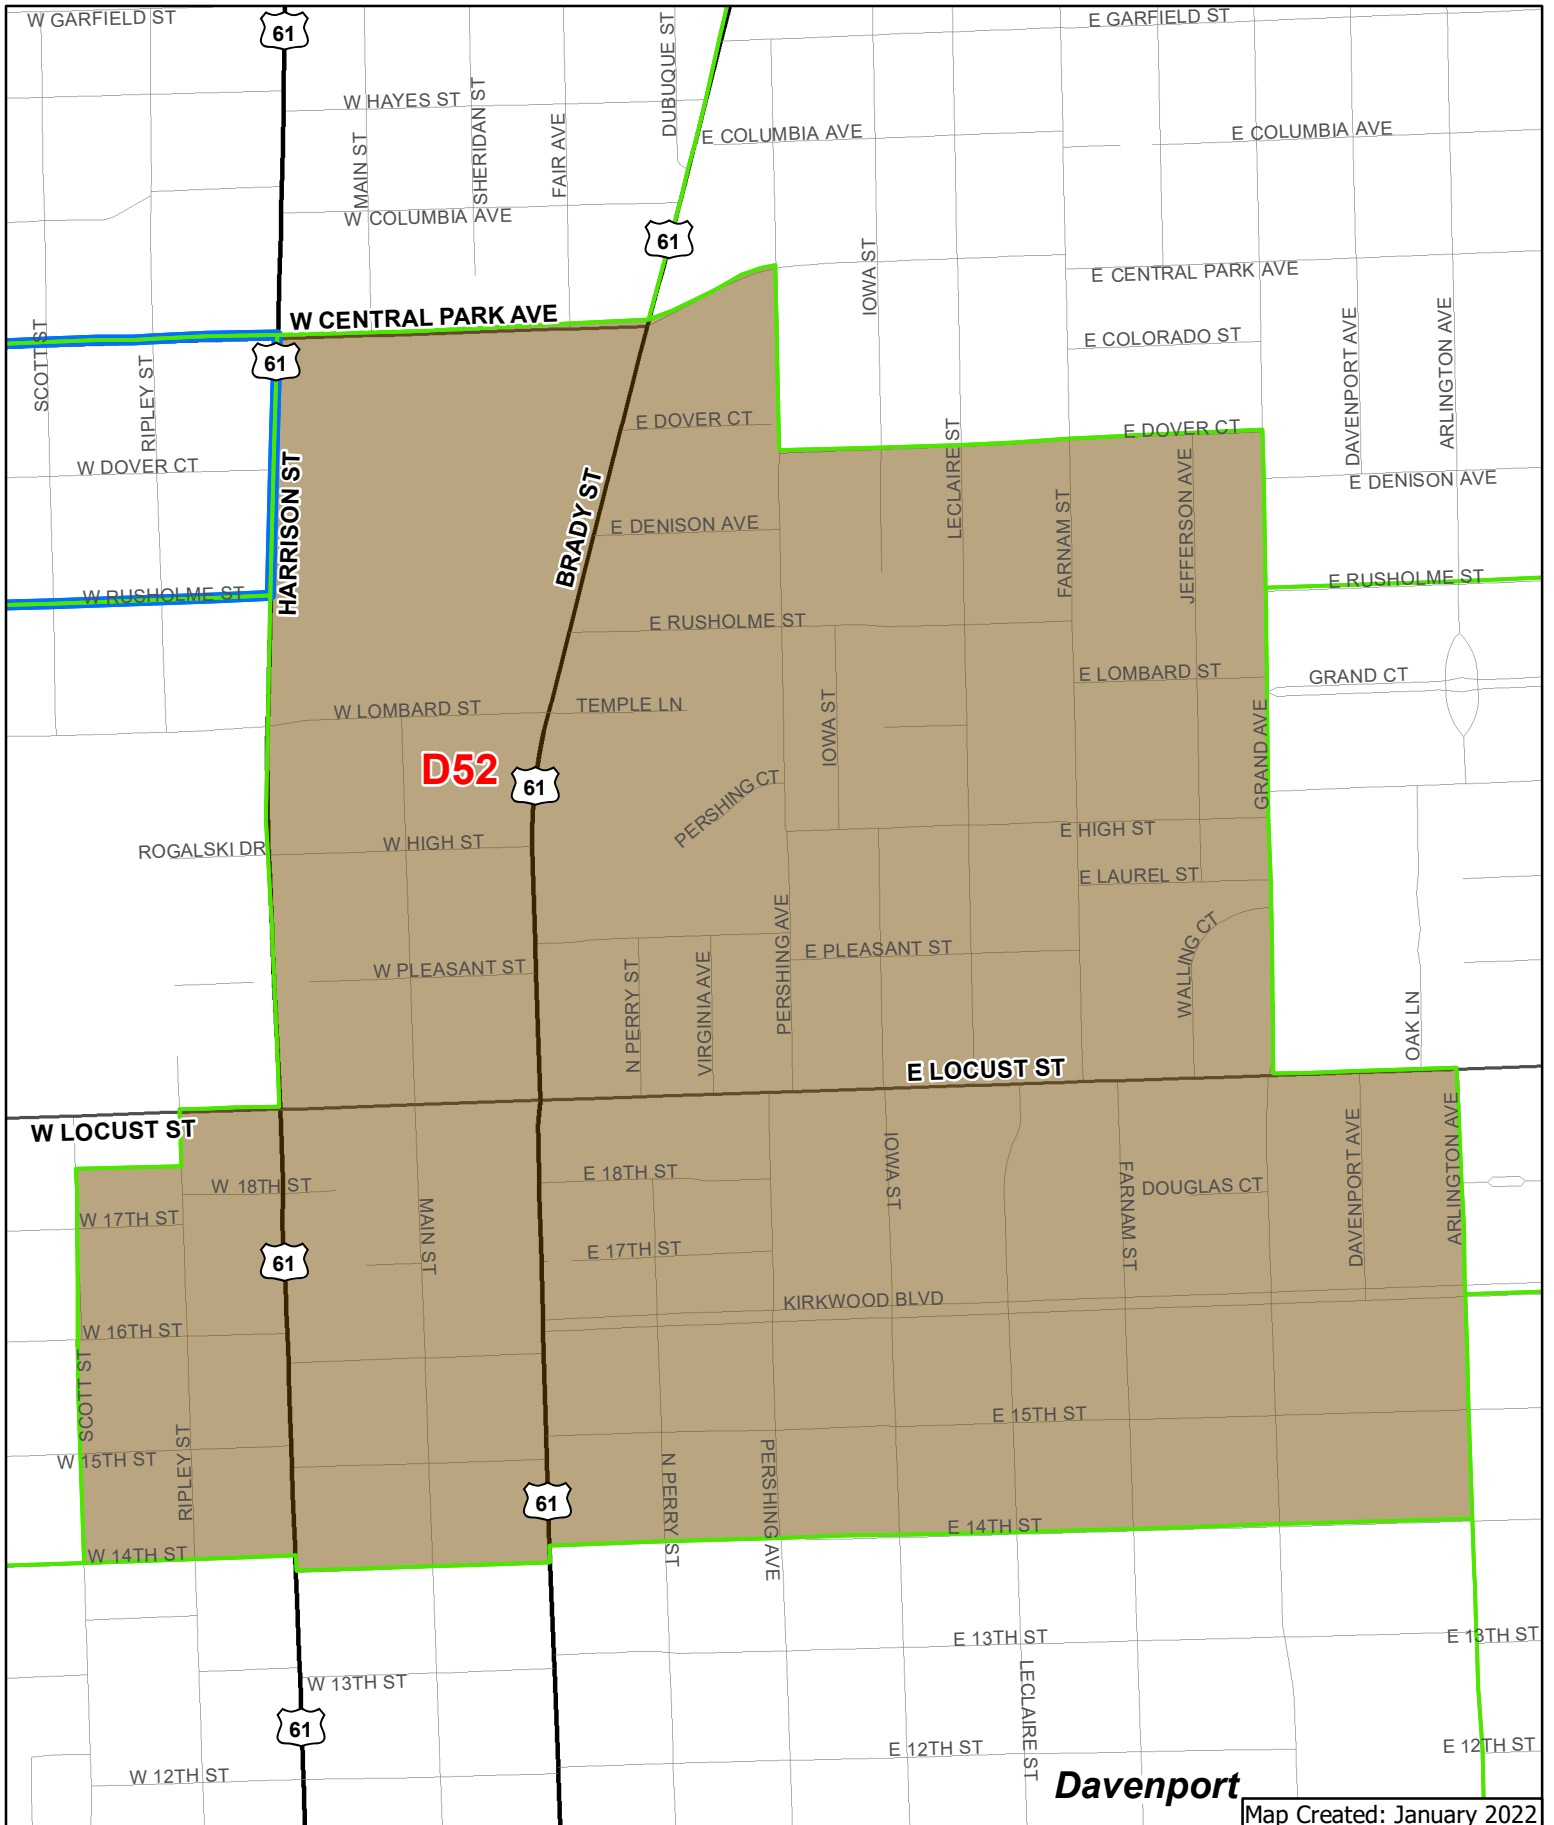 W GARFIELD ST
61
DUBUQUE ST
E GARFIELD ST
W HAYES ST
SHERIDAN ST
MAIN ST
FAIR AVE
E COLUMBIA AVE
E COLUMBIA AVE
W COLUMBIA AVE
61
IOWA ST
E CENTRAL PARK AVE
W CENTRAL PARK AVE
SCOTT ST
RIPLEY ST
61
E COLORADO ST
DAVENPORT AVE
ARLINGTON AVE
E DOVER CT
E DOVER CT
W DOVER CT
HARRISON ST
BRADY ST
LECLAIRE ST
FARNAM ST
JEFFERSON AVE
E DENISON AVE
E DENISON AVE
W RUSHOLME ST
E RUSHOLME ST
E RUSHOLME ST
E LOMBARD ST
GRAND CT
W LOMBARD ST
TEMPLE LN
IOWA ST
GRAND AVE
D52
61
PERSHING CT
E HIGH ST
ROGALSKI DR
W HIGH ST
E LAUREL ST
PERSHING AVE
WALLING CT
E PLEASANT ST
W PLEASANT ST
N PERRY ST
VIRGINIA AVE
OAK LN
E LOCUST ST
W LOCUST ST
IOWA ST
DAVENPORT AVE
ARLINGTON AVE
E 18TH ST
W 18TH ST
FARNAM ST
DOUGLAS CT
W 17TH ST
MAIN ST
E 17TH ST
61
KIRKWOOD BLVD
W 16TH ST
SCOTT ST
E 15TH ST
RIPLEY ST
W 15TH ST
N PERRY ST
PERSHING AVE
61
E 14TH ST
W 14TH ST
E 13TH ST
E 13TH ST
W 13TH ST
LECLAIRE ST
61
E 12TH ST
E 12TH ST
W 12TH ST
Davenport
Map Created: January 2022